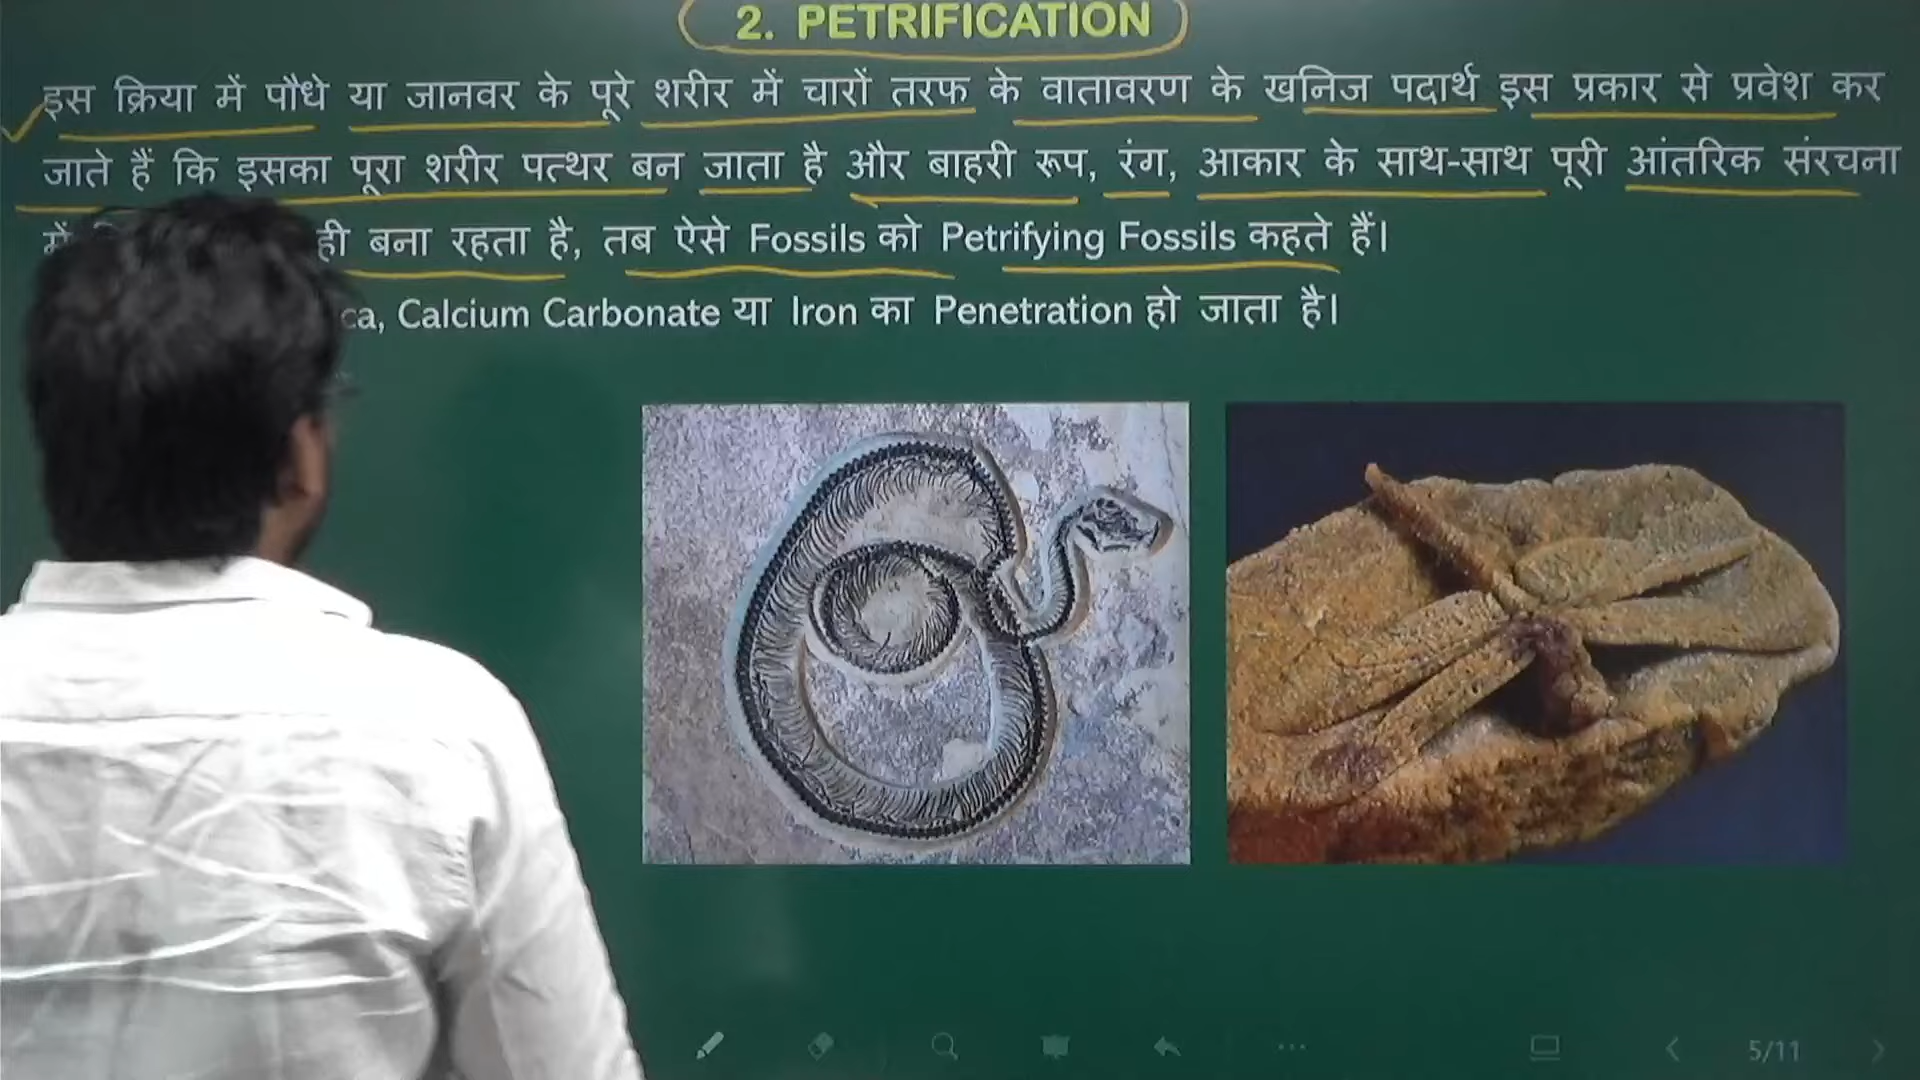 2. PETRIFICATION
इस क्रिया में पौधे या जानवर के पूरे शरीर में चारों तरफ के वातावरण के खनिज पदार्थ इस प्रकार से प्रवेश कर
जाते हैं कि इसका पूरा शरीर पत्थर बन जाता है और बाहरी रूप, रंग, आकार के साथ-साथ पूरी आंतरिक संरचना
में ही बना रहता है, तब ऐसे Fossils को Petrifying Fossils कहते हैं।
Calcium Carbonate या Iron का Penetration हो जाता है।
5/11